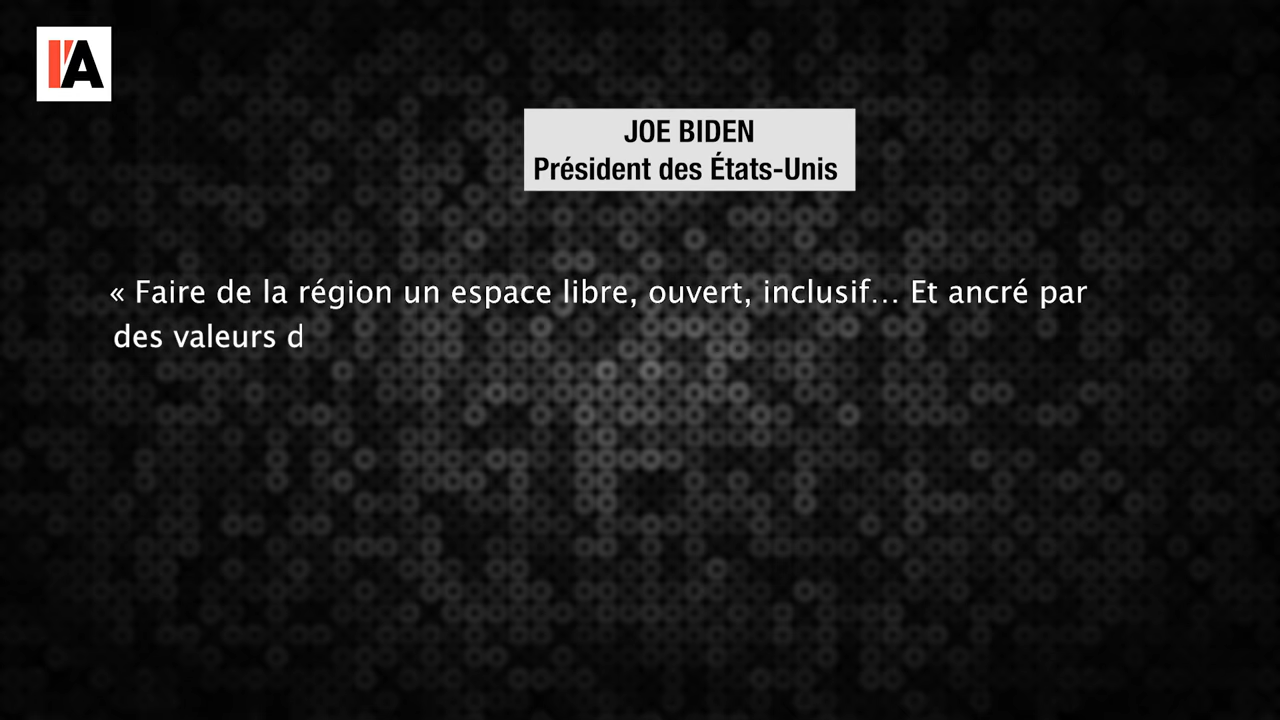 I'A
JOE BIDEN
Président des États-Unis
« Faire de la région un espace libre, ouvert, inclusif… Et ancré par
des valeurs d